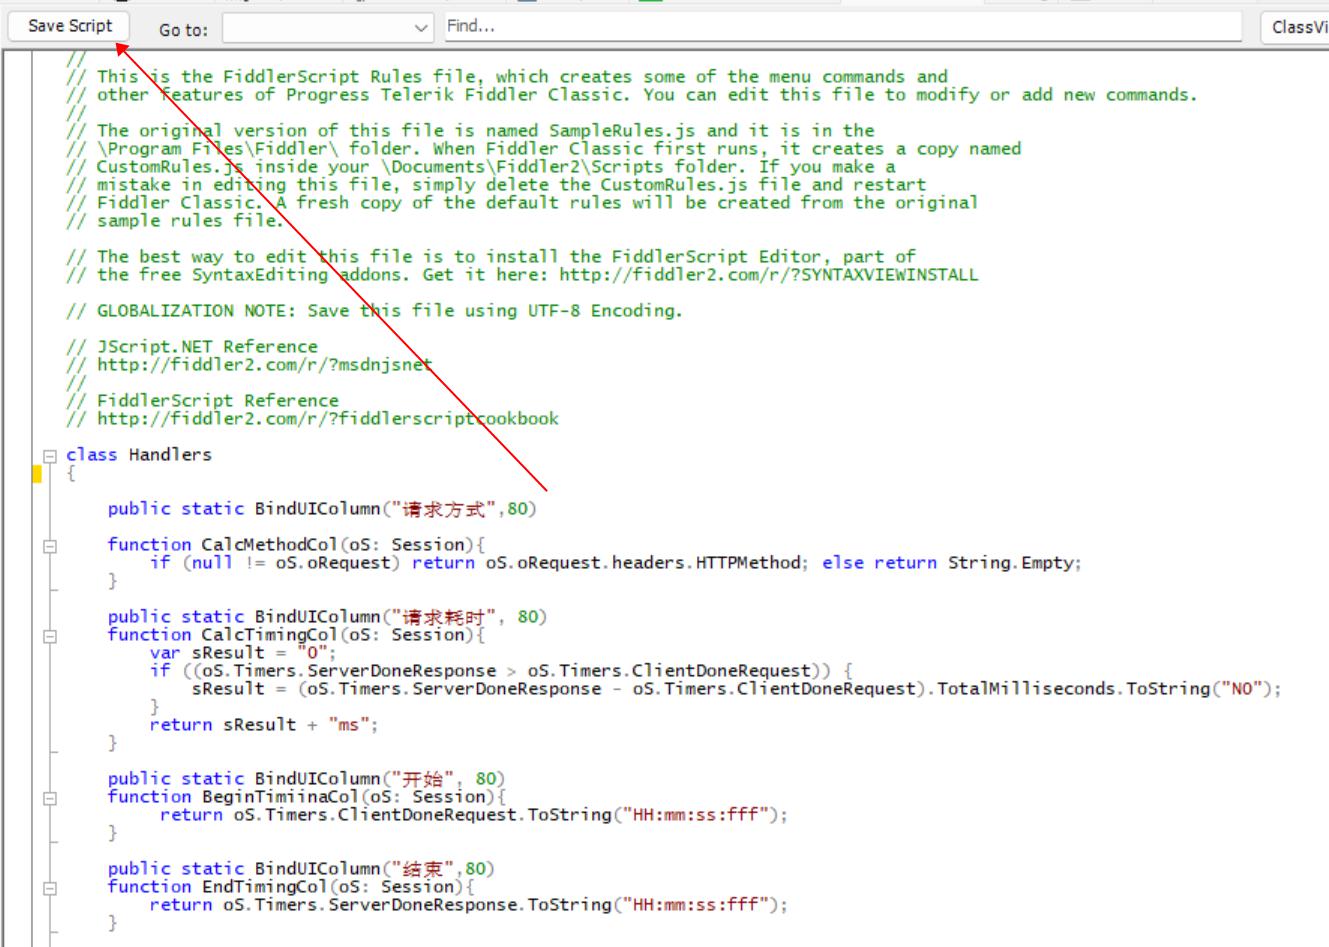 Save Script Go to: Find... ClassVi
//
// This is the FiddlerScript Rules file, which creates some of the menu commands and
// other features of Progress Telerik Fiddler Classic. You can edit this file to modify or add new commands.
//
// The original version of this file is named SampleRules.js and it is in the
// \Program Files\Fiddler\ folder. When Fiddler Classic first runs, it creates a copy named
// CustomRules.js inside your \Documents\Fiddler2\Scripts folder. If you make a
// mistake in editing this file, simply delete the CustomRules.js file and restart
// Fiddler Classic. A fresh copy of the default rules will be created from the original
// sample rules file.
// The best way to edit this file is to install the FiddlerScript Editor, part of
// the free SyntaxEditing addons. Get it here: http://fiddler2.com/r/?SYNTAXVIEWINSTALL
// GLOBALIZATION NOTE: Save this file using UTF-8 Encoding.
// JScript.NET Reference
// http://fiddler2.com/r/?msdnjsnet
//
// FiddlerScript Reference
// http://fiddler2.com/r/?fiddlerscriptcookbook
class Handlers
{
public static BindUIColumn("请求方式",80)
function CalcMethodCol(oS: Session){
if (null != oS.oRequest) return oS.oRequest.headers.HTTPMethod; else return String.Empty;
}
public static BindUIColumn("请求耗时", 80)
function CalcTimingCol(oS: Session){
var sResult = "0";
if ((oS.Timers.ServerDoneResponse > oS.Timers.ClientDoneRequest)) {
sResult = (oS.Timers.ServerDoneResponse - oS.Timers.ClientDoneRequest).TotalMilliseconds.ToString("N0");
}
return sResult + "ms";
}
public static BindUIColumn("开始", 80)
function BeginTimiinaCol(oS: Session){
return oS.Timers.ClientDoneRequest.ToString("HH:mm:ss:fff");
}
public static BindUIColumn("结束",80)
function EndTimingCol(oS: Session){
return oS.Timers.ServerDoneResponse.ToString("HH:mm:ss:fff");
}